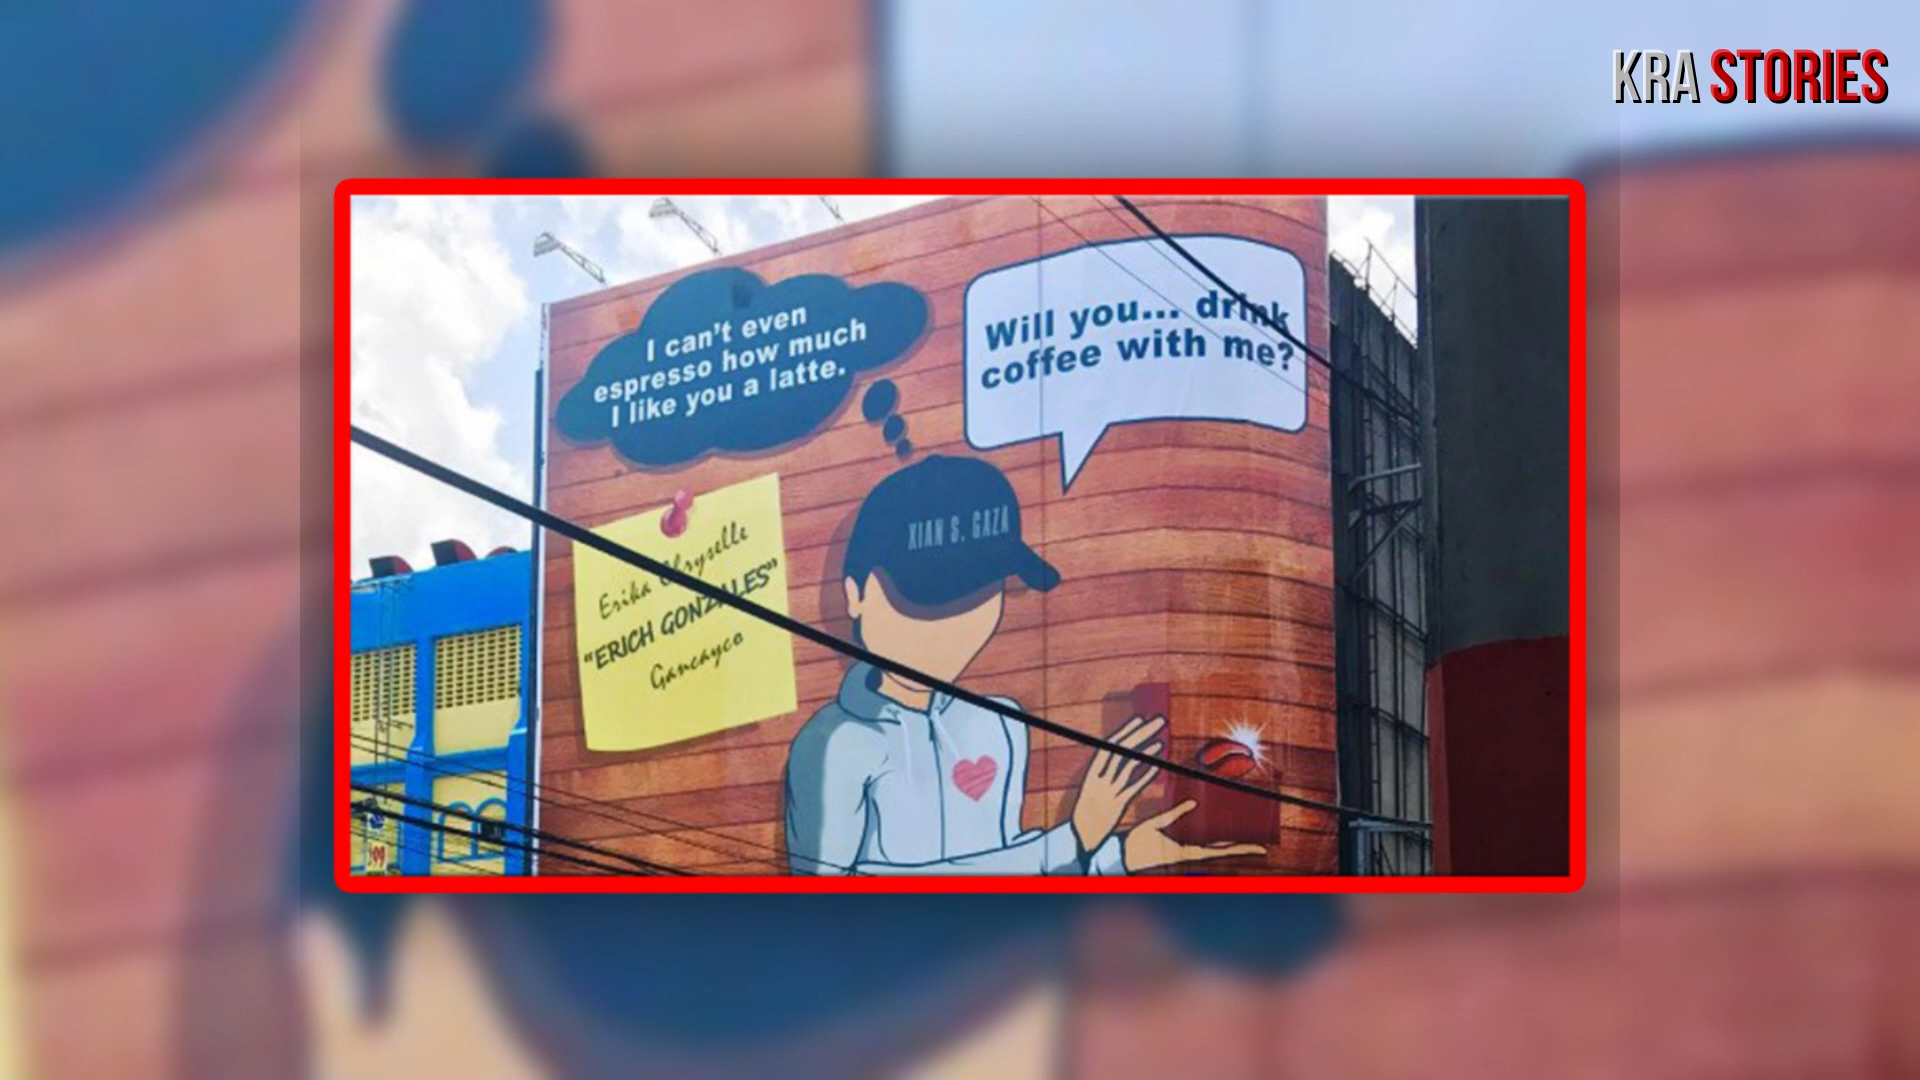 KRA STORIES
I can't even
espresso how much
I like you a latte.
Will you... drink
coffee with me?
XIAN S. GAZA
Erika Chryselle
"ERICH GONZALES"
Gancayco
99